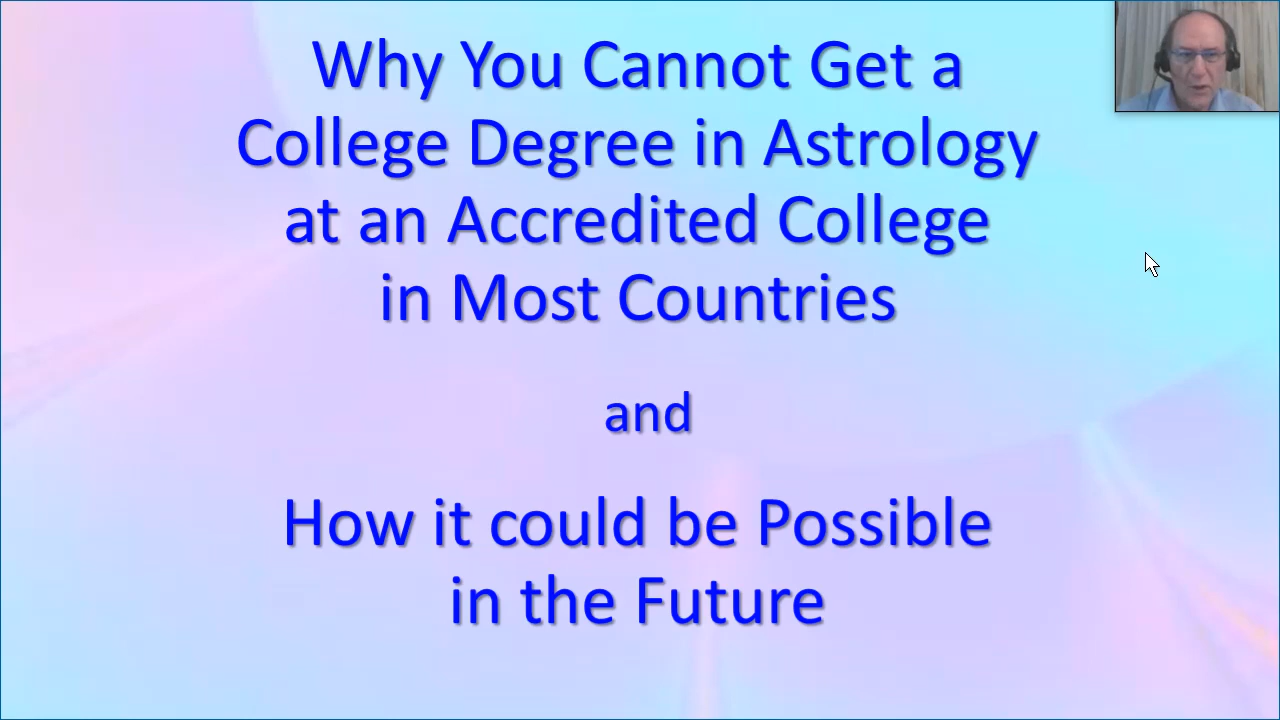 Why You Cannot Get a
College Degree in Astrology
at an Accredited College
in Most Countries
and
How it could be Possible
in the Future